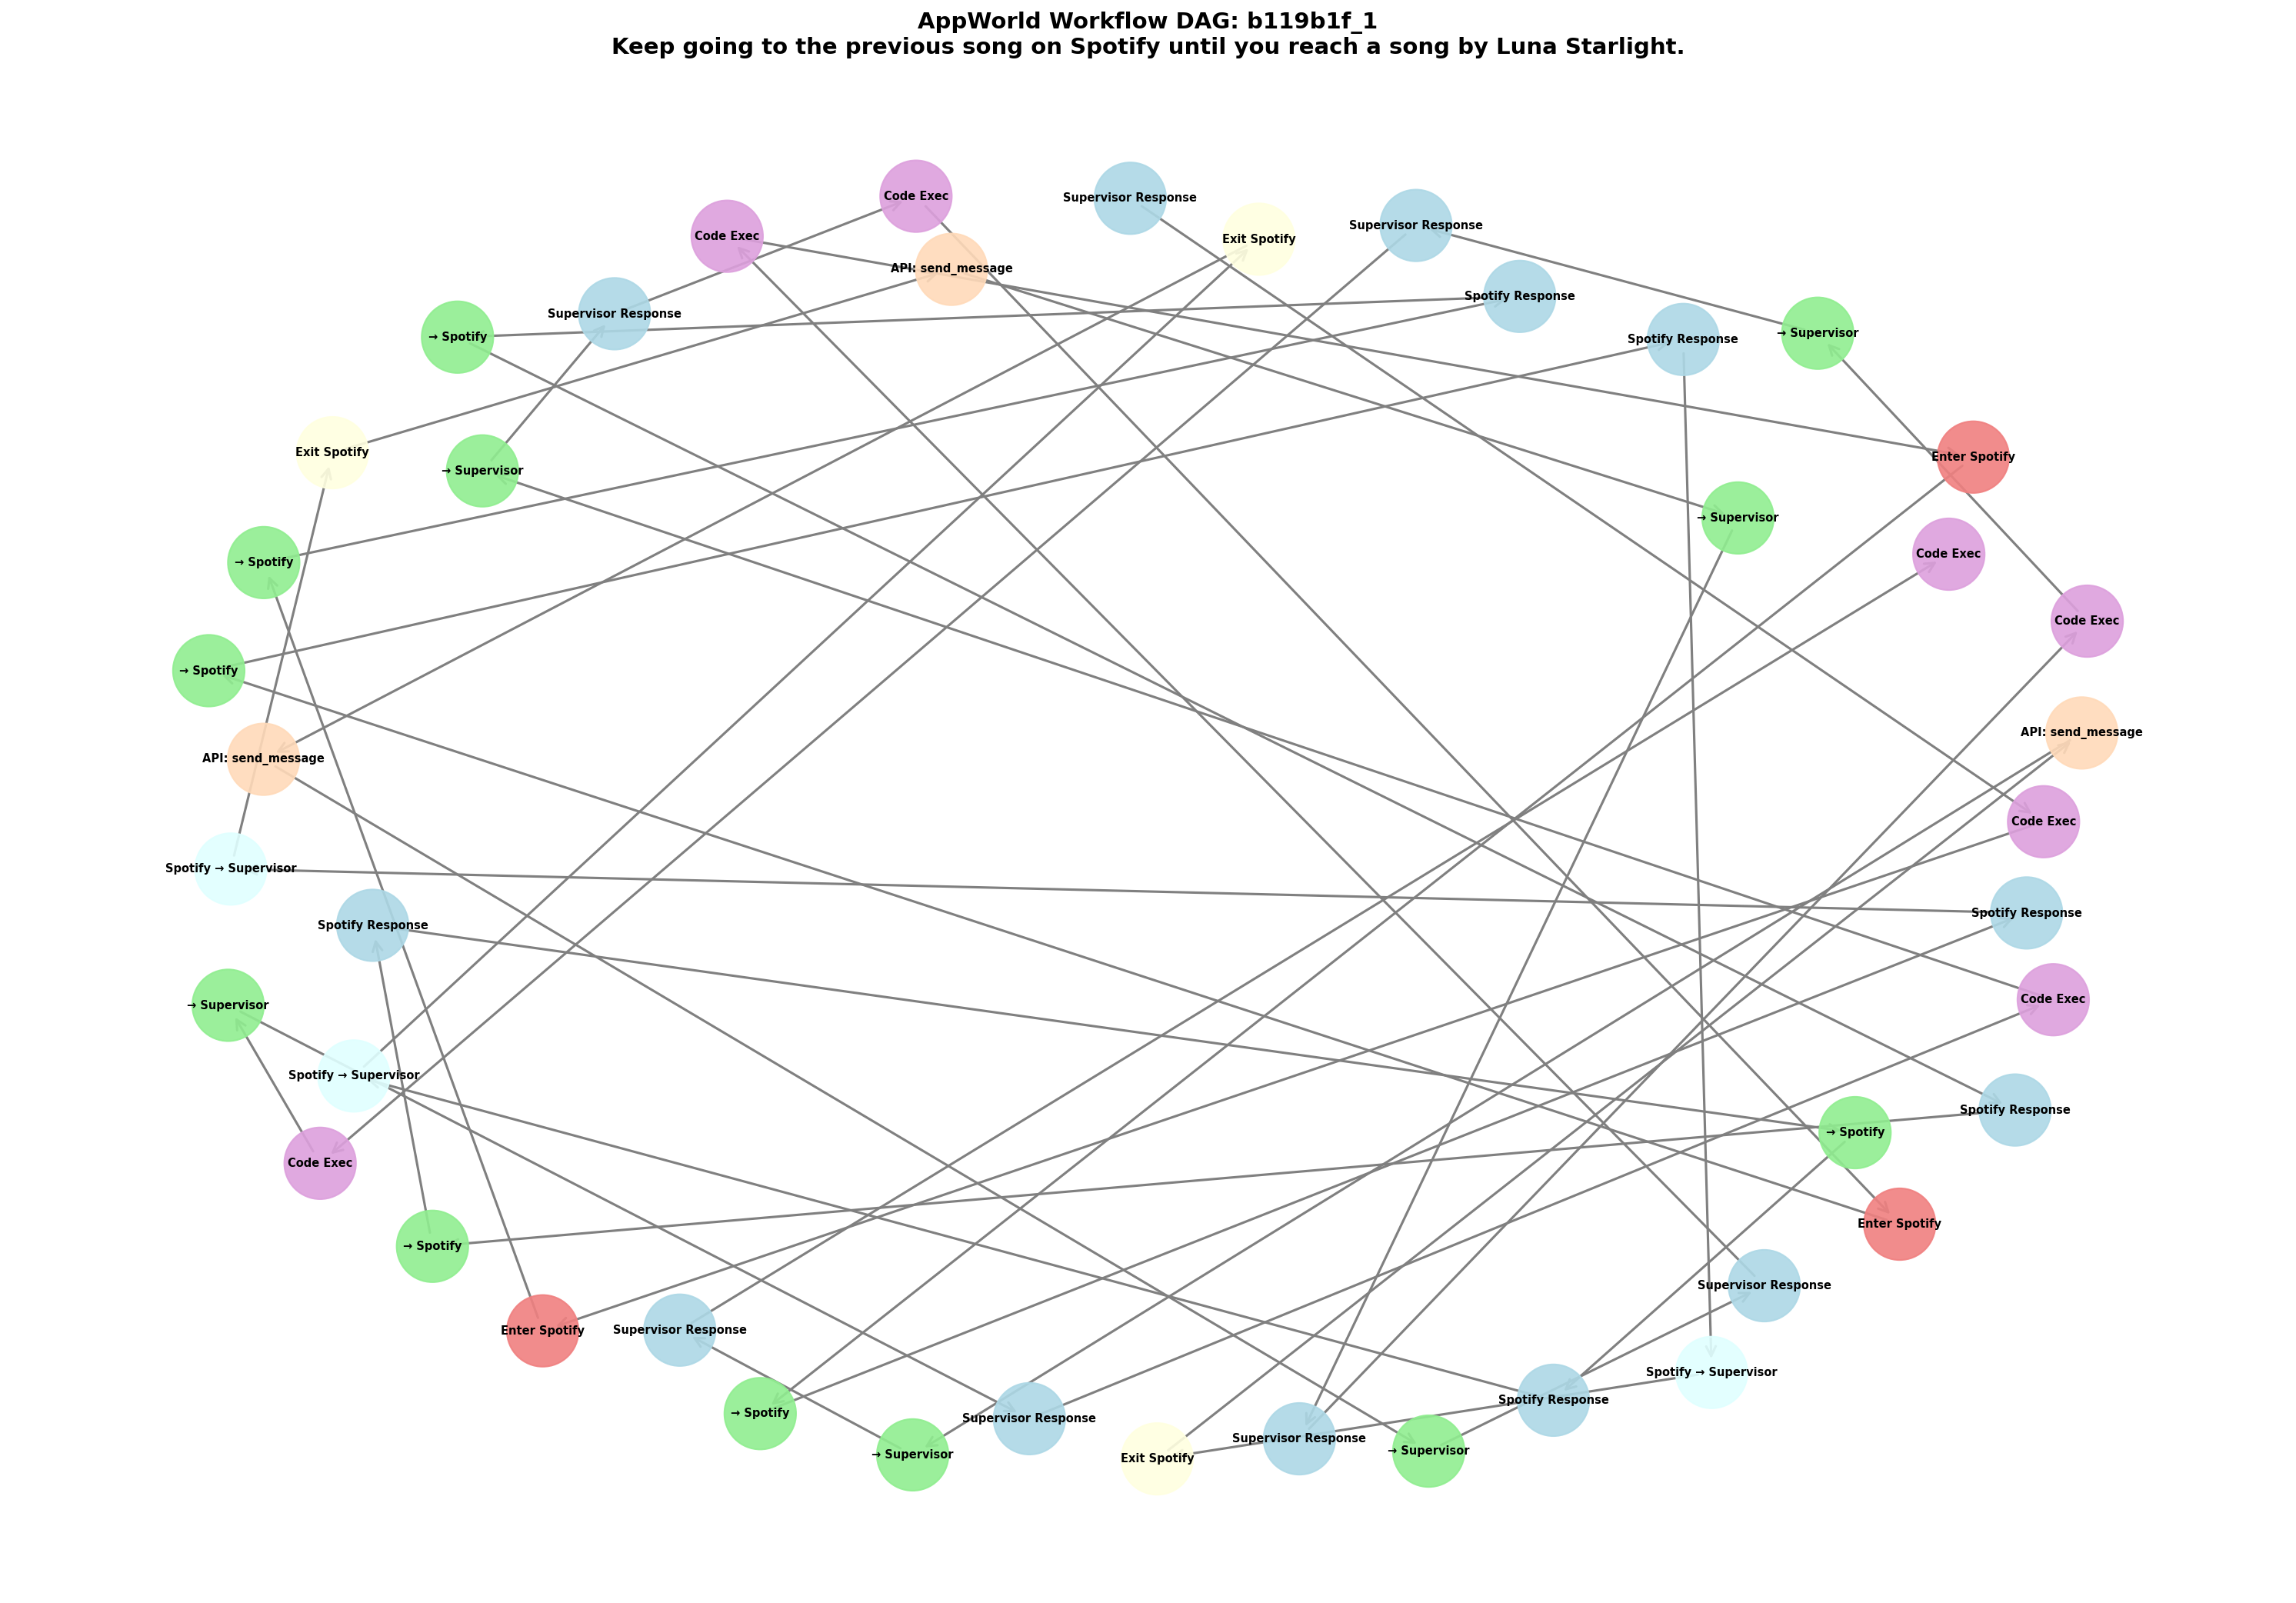 AppWorld Workflow DAG: b119b1f_1
Keep going to the previous song on Spotify until you reach a song by Luna Starlight.
Code Exec
Supervisor Response
Supervisor Response
Code Exec
Exit Spotify
API: send_message
Spotify Response
Supervisor Response
→ Supervisor
→ Spotify
Spotify Response
Exit Spotify
Enter Spotify
→ Supervisor
→ Supervisor
Code Exec
→ Spotify
Code Exec
→ Spotify
API: send_message
API: send_message
Code Exec
Spotify → Supervisor
Spotify Response
Spotify Response
Code Exec
→ Supervisor
Spotify → Supervisor
Spotify Response
→ Spotify
Code Exec
Enter Spotify
→ Spotify
Supervisor Response
Enter Spotify
Supervisor Response
Spotify → Supervisor
Spotify Response
→ Spotify
Supervisor Response
Supervisor Response
→ Supervisor
→ Supervisor
Exit Spotify